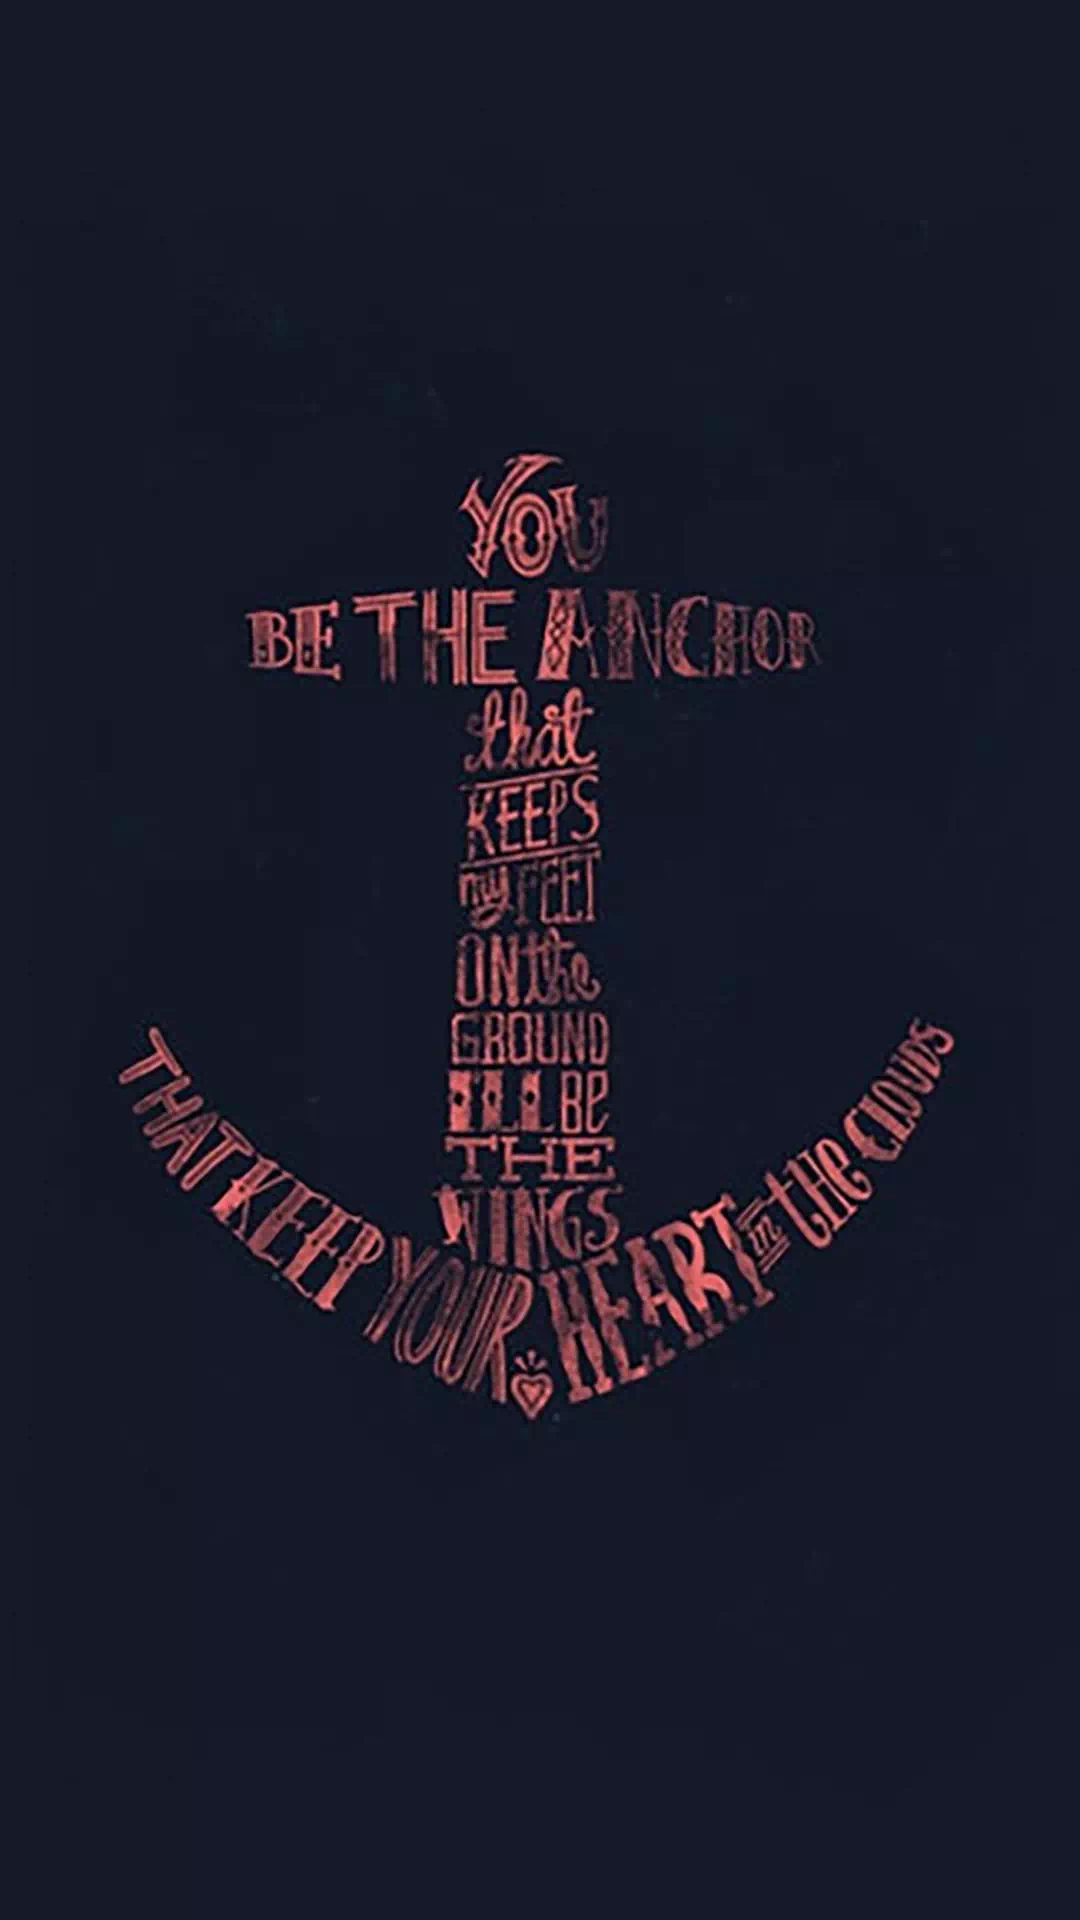 YOU
BE THE ANCHOR
that
KEEPS
my FEET
ON the
GROUND
I'LL BE
THE
WINGS
THAT KEEP YOUR HEART in THE CLOUDS